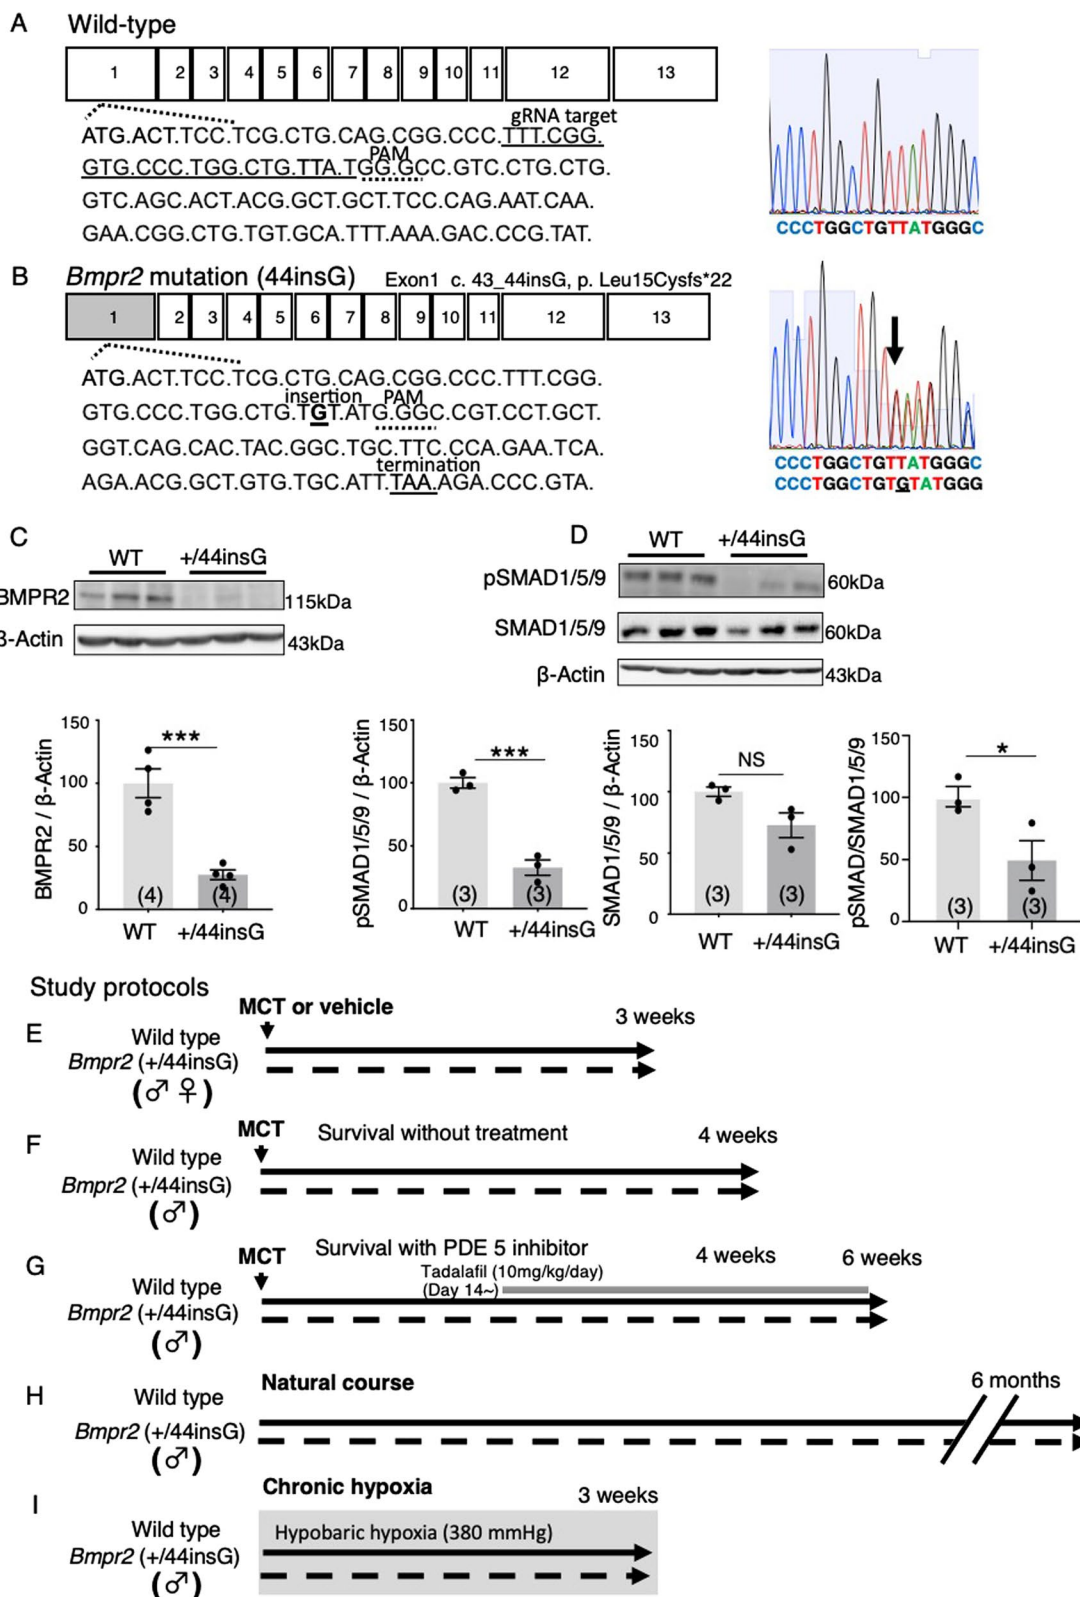 A Wild-type
1 2 3 4 5 6 7 8 9 10 11 12 13
gRNA target
ATG.ACT.TCC.TCG.CTG.CAG.CGG.CCC.TTT.CGG.
PAM
GTG.CCC.TGG.CTG.TTA.TGG.GCC.GTC.CTG.CTG.
GTC.AGC.ACT.ACG.GCT.GCT.TCC.CAG.AAT.CAA.
GAA.CGG.CTG.TGT.GCA.TTT.AAA.GAC.CCG.TAT.
CCCTGGCTGTTATGGGC
B Bmpr2 mutation (44insG) Exon1 c. 43_44insG, p. Leu15Cysfs*22
1 2 3 4 5 6 7 8 9 10 11 12 13
ATG.ACT.TCC.TCG.CTG.CAG.CGG.CCC.TTT.CGG.
insertion PAM
GTG.CCC.TGG.CTG.TGT.ATG.GGC.CGT.CCT.GCT.
GGT.CAG.CAC.TAC.GGC.TGC.TTC.CCA.GAA.TCA.
termination
AGA.ACG.GCT.GTG.TGC.ATT.TAA.AGA.CCC.GTA.
CCCTGGCTGTTATGGGC
CCCTGGCTGTGTATGGG
C
WT +/44insG
BMPR2 115kDa
β-Actin 43kDa
D
WT +/44insG
pSMAD1/5/9 60kDa
SMAD1/5/9 60kDa
β-Actin 43kDa
BMPR2 / β-Actin
150
100
50
0
***
(4) (4)
WT +/44insG
pSMAD1/5/9 / β-Actin
150
100
50
0
***
(3) (3)
WT +/44insG
SMAD1/5/9 / β-Actin
150
100
50
0
NS
(3) (3)
WT +/44insG
pSMAD/SMAD1/5/9
150
100
50
0
*
(3) (3)
WT +/44insG
Study protocols
E
MCT or vehicle
3 weeks
Wild type
Bmpr2 (+/44insG)
(♂♀)
F
MCT Survival without treatment 4 weeks
Wild type
Bmpr2 (+/44insG)
(♂)
G
MCT Survival with PDE 5 inhibitor 4 weeks 6 weeks
Tadalafil (10mg/kg/day)
(Day 14~)
Wild type
Bmpr2 (+/44insG)
(♂)
H
Natural course 6 months
Wild type
Bmpr2 (+/44insG)
(♂)
I
Chronic hypoxia 3 weeks
Hypobaric hypoxia (380 mmHg)
Wild type
Bmpr2 (+/44insG)
(♂)